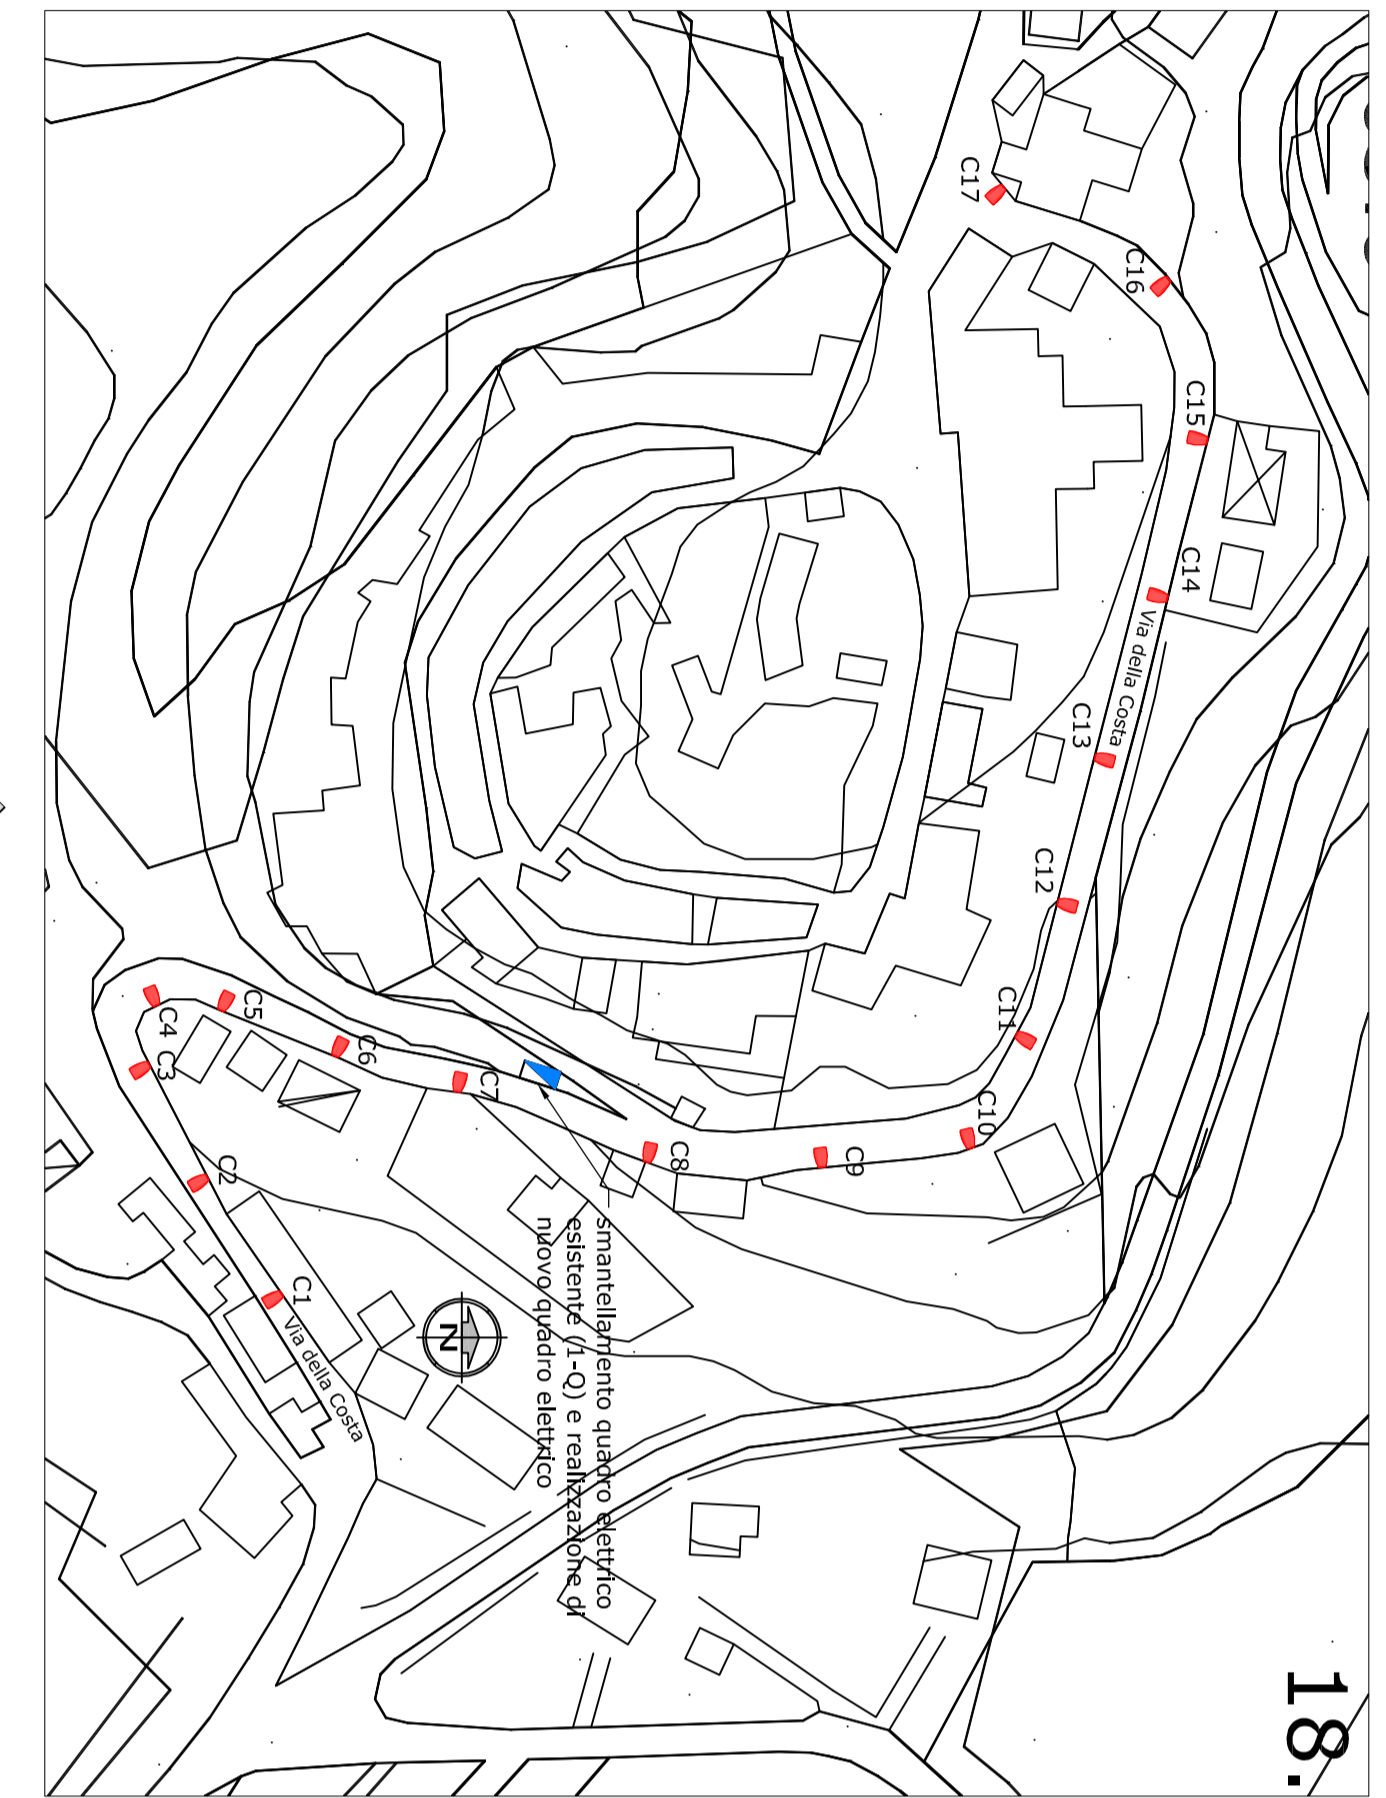 18.
C17
C16
C15
C14
Via della Costa
C13
C12
C11
C10
C9
C8
C7
C6
C5
C4
C3
C2
C1
Via della Costa
N
smantellamento quadro elettrico
esistente (1-Q) e realizzazione di
nuovo quadro elettrico